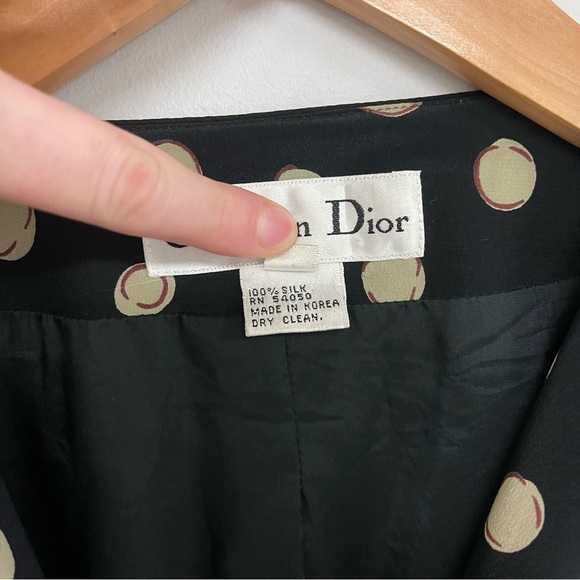 n Dior
100% SILK
RN 54050
MADE IN KOREA
DRY CLEAN.